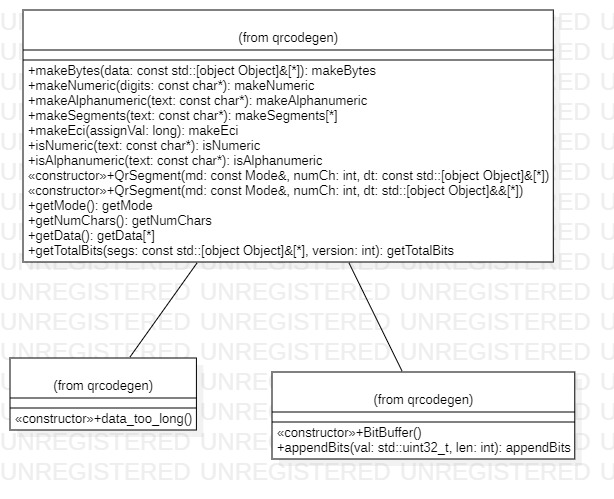 (from qrcodegen)
+makeBytes(data: const std::[object Object]&[*]): makeBytes
+makeNumeric(digits: const char*): makeNumeric
+makeAlphanumeric(text: const char*): makeAlphanumeric
+makeSegments(text: const char*): makeSegments[*]
+makeEci(assignVal: long): makeEci
+isNumeric(text: const char*): isNumeric
+isAlphanumeric(text: const char*): isAlphanumeric
«constructor»+QrSegment(md: const Mode&, numCh: int, dt: const std::[object Object]&[*])
«constructor»+QrSegment(md: const Mode&, numCh: int, dt: std::[object Object]&&[*])
+getMode(): getMode
+getNumChars(): getNumChars
+getData(): getData[*]
+getTotalBits(segs: const std::[object Object]&[*], version: int): getTotalBits
UNREGISTERED UNREGISTERED UNREGISTERED
UNREGISTERED UNREGISTERED UNREGISTERED
UNREGISTERED UNREGISTERED UNREGISTERED
(from qrcodegen)
«constructor»+data_too_long()
(from qrcodegen)
«constructor»+BitBuffer()
+appendBits(val: std::uint32_t, len: int): appendBits
UNREGISTERED UNREGISTERED UNREGISTERED